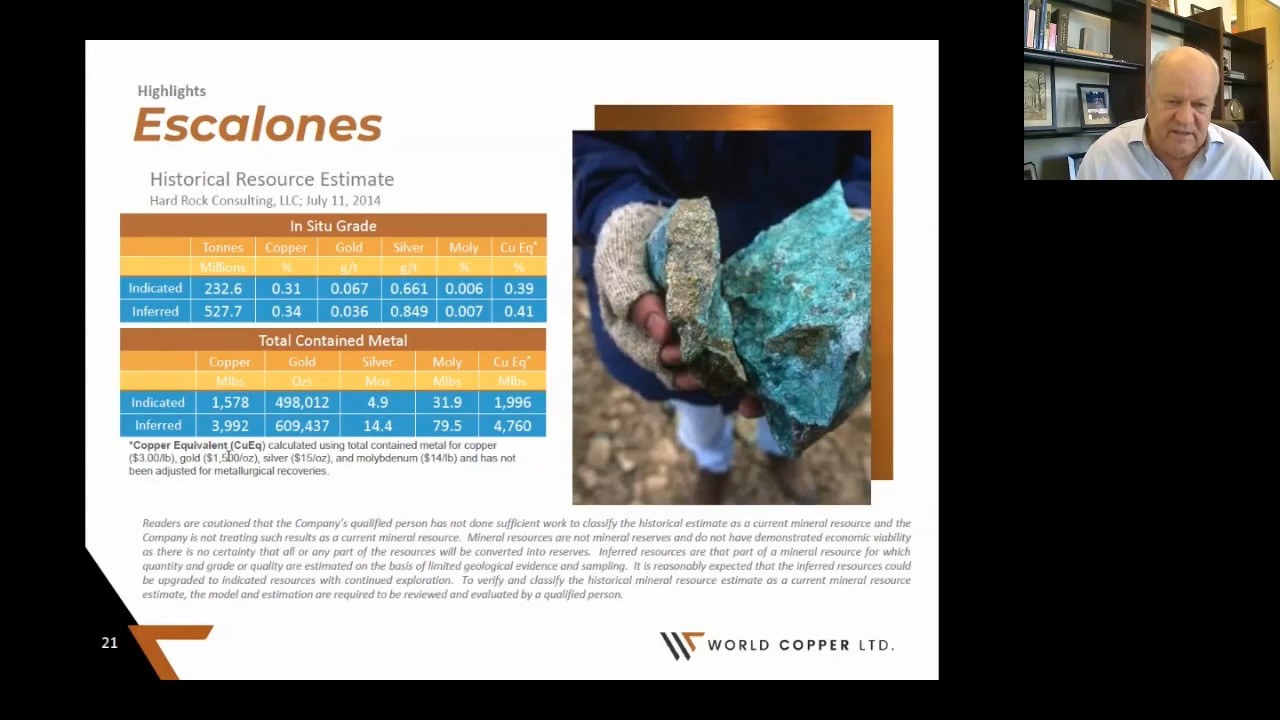 Highlights
Escalones
Historical Resource Estimate
Hard Rock Consulting, LLC; July 11, 2014
In Situ Grade
Tonnes Copper Gold Silver Moly Cu Eq*
Millions % g/t g/t % %
Indicated 232.6 0.31 0.067 0.661 0.006 0.39
Inferred 527.7 0.34 0.036 0.849 0.007 0.41
Total Contained Metal
Copper Gold Silver Moly Cu Eq*
Mlbs Ozs Moz Mlbs Mlbs
Indicated 1,578 498,012 4.9 31.9 1,996
Inferred 3,992 609,437 14.4 79.5 4,760
*Copper Equivalent (CuEq) calculated using total contained metal for copper
($3.00/lb), gold ($1,500/oz), silver ($15/oz), and molybdenum ($14/lb) and has not
been adjusted for metallurgical recoveries.
Readers are cautioned that the Company's qualified person has not done sufficient work to classify the historical estimate as a current mineral resource and the
Company is not treating such results as a current mineral resource. Mineral resources are not mineral reserves and do not have demonstrated economic viability
as there is no certainty that all or any part of the resources will be converted into reserves. Inferred resources are that part of a mineral resource for which
quantity and grade or quality are estimated on the basis of limited geological evidence and sampling. It is reasonably expected that the inferred resources could
be upgraded to indicated resources with continued exploration. To verify and classify the historical mineral resource estimate as a current mineral resource
estimate, the model and estimation are required to be reviewed and evaluated by a qualified person.
21
WORLD COPPER LTD.